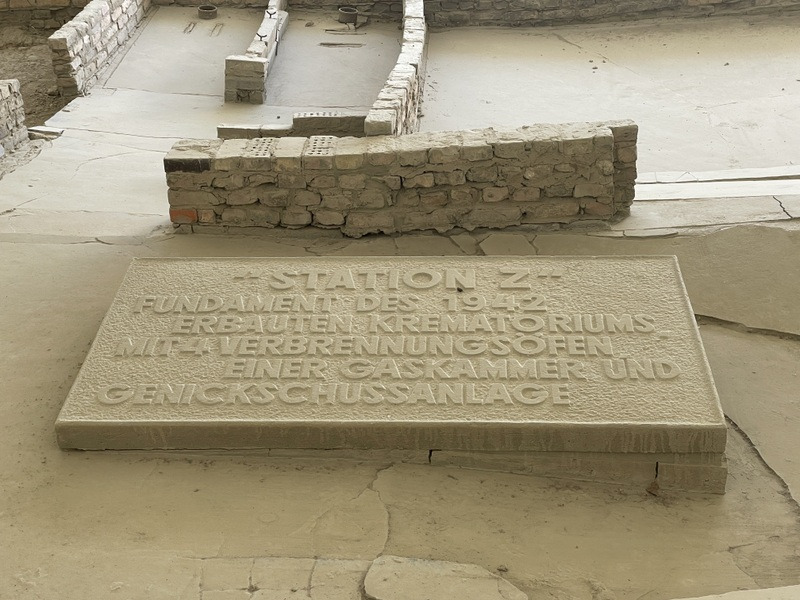 "STATION Z"
FUNDAMENT DES 1942
ERBAUTEN KREMATORIUMS
MIT 4 VERBRENNUNGSÖFEN
EINER GASKAMMER UND
GENICKSCHUSSANLAGE